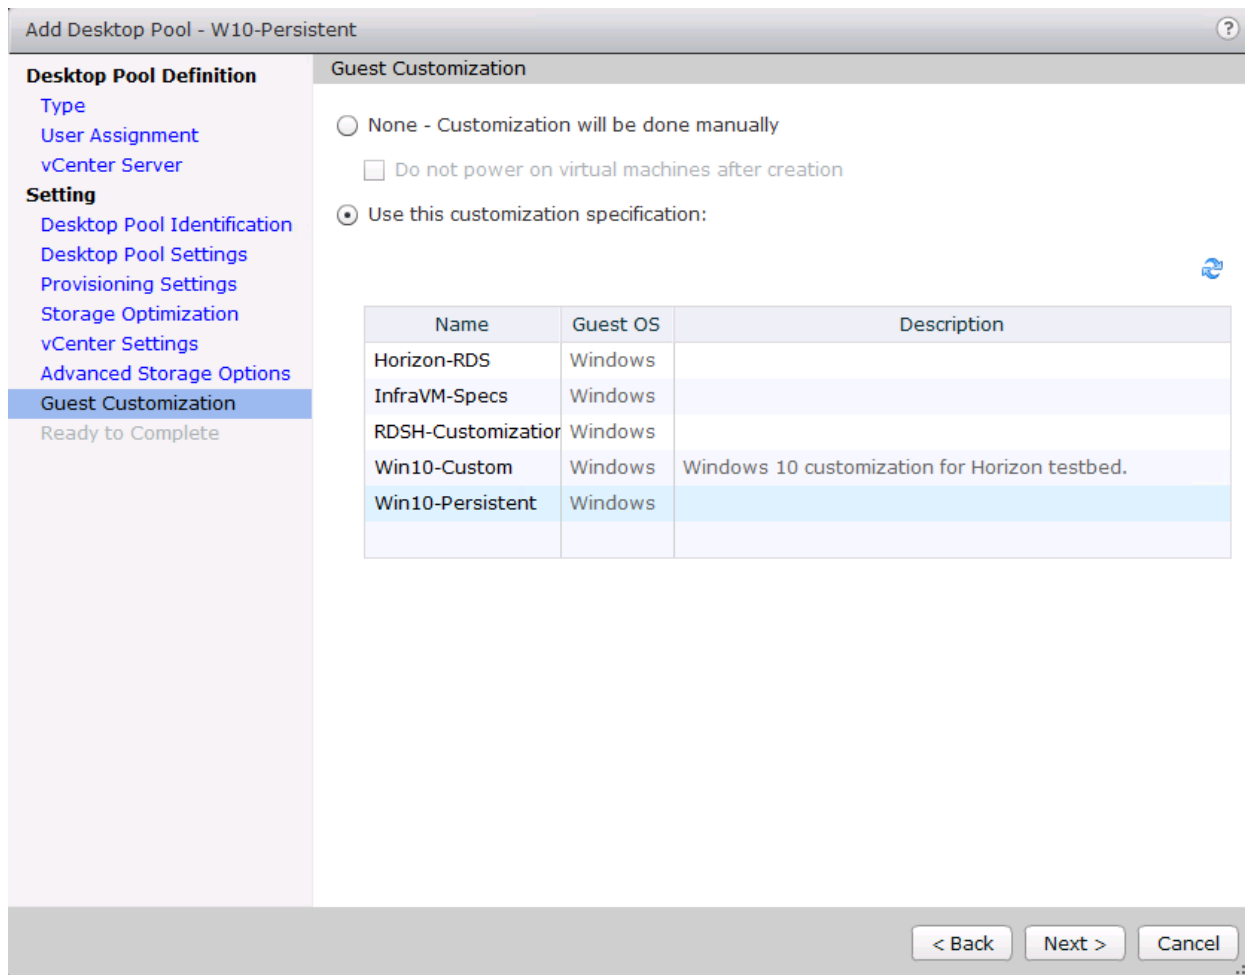 Add Desktop Pool - W10-Persistent
?
Desktop Pool Definition
Type
User Assignment
vCenter Server
Setting
Desktop Pool Identification
Desktop Pool Settings
Provisioning Settings
Storage Optimization
vCenter Settings
Advanced Storage Options
Guest Customization
Ready to Complete
Guest Customization
None - Customization will be done manually
Do not power on virtual machines after creation
Use this customization specification:
Name Guest OS Description
Horizon-RDS Windows
InfraVM-Specs Windows
RDSH-Customization Windows
Win10-Custom Windows Windows 10 customization for Horizon testbed.
Win10-Persistent Windows
< Back Next > Cancel